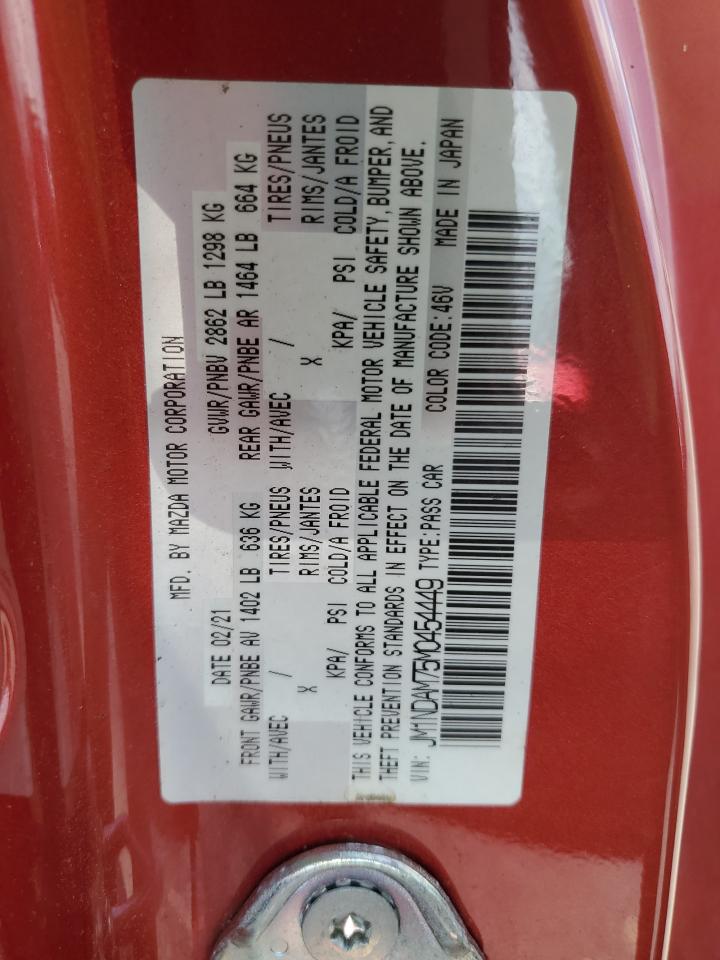 MFD. BY MAZDA MOTOR CORPORATION
DATE 02/21 GVWR/PNBV 2862 LB 1298 KG
FRONT GAWR/PNBE AV 1402 LB 636 KG REAR GAWR/PNBE AR 1464 LB 664 KG
WITH/AVEC / TIRES/PNEUS WITH/AVEC / TIRES/PNEUS
X RIMS/JANTES X RIMS/JANTES
KPA/ PSI COLD/A FROID KPA/ PSI COLD/A FROID
THIS VEHICLE CONFORMS TO ALL APPLICABLE FEDERAL MOTOR VEHICLE SAFETY, BUMPER, AND
THEFT PREVENTION STANDARDS IN EFFECT ON THE DATE OF MANUFACTURE SHOWN ABOVE.
VIN: JM1NDAM75M0454449 TYPE:PASS CAR COLOR CODE:46V MADE IN JAPAN